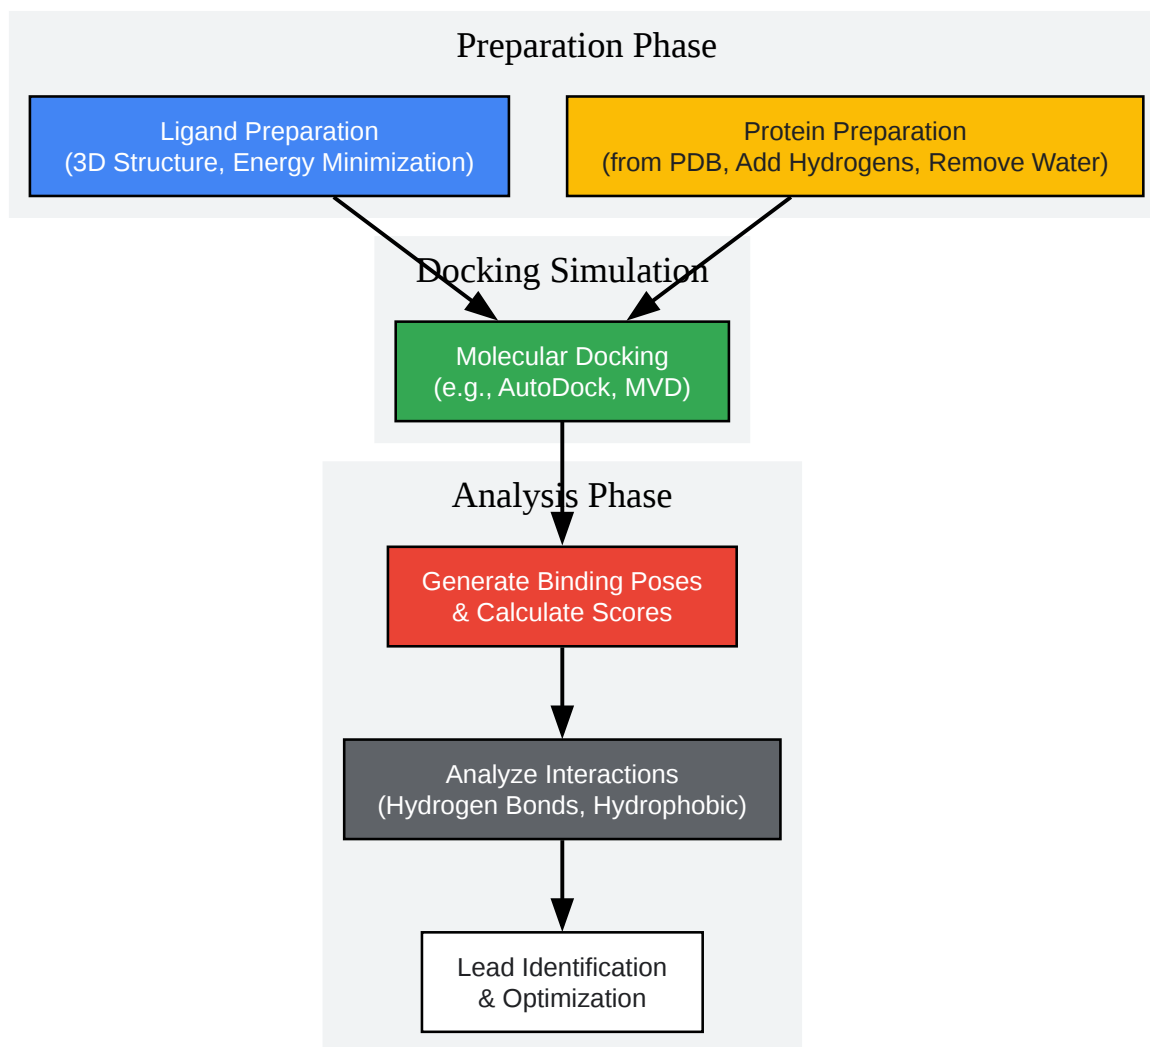 Preparation Phase
Ligand Preparation
(3D Structure, Energy Minimization)
Protein Preparation
(from PDB, Add Hydrogens, Remove Water)
Docking Simulation
Molecular Docking
(e.g., AutoDock, MVD)
Analysis Phase
Generate Binding Poses
& Calculate Scores
Analyze Interactions
(Hydrogen Bonds, Hydrophobic)
Lead Identification
& Optimization